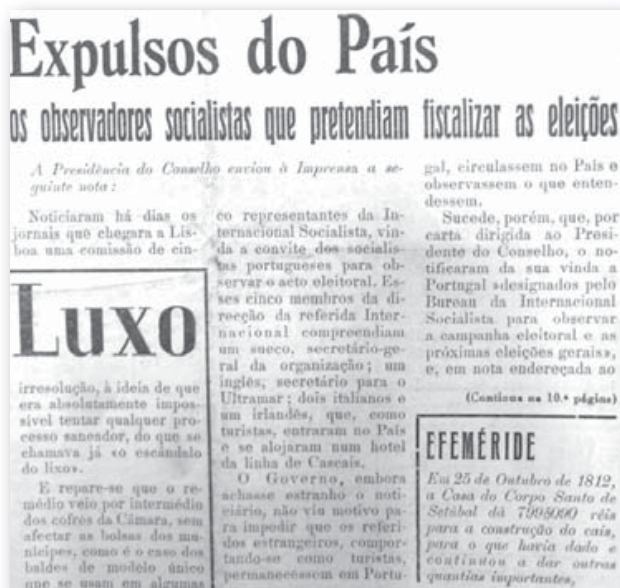 Expulsos do País
os observadores socialistas que pretendiam fiscalizar as eleições
A Presidência do Conselho enviou à Imprensa a se-
guinte nota:
Noticiaram há dias os
jornais que chegara a Lis-
boa uma comissão de cin-
co representantes da In-
ternacional Socialista, vin-
da a convite dos socialis-
tas portugueses para ob-
servar o acto eleitoral. Es-
ses cinco membros da di-
recção da referida Inter-
nacional compreendiam
um sueco, secretário-ge-
ral da organização; um
inglês, secretário para o
Ultramar; dois italianos e
um irlandês, que, como
turistas, entraram no País
e se alojaram num hotel
da linha de Cascais.
O Governo, embora
achasse estranho o noti-
ciário, não viu motivo pa-
ra impedir que os referi-
dos estrangeiros, compor-
tando-se como turistas,
permanecessem em Portu-
gal, circulassem no País e
observassem o que enten-
dessem.
Sucede, porém, que, por
carta dirigida ao Presi-
dente do Conselho, o no-
tificaram da sua vinda a
Portugal «designados pelo
Bureau da Internacional
Socialista para observar
a campanha eleitoral e as
próximas eleições gerais»,
e, em nota endereçada ao
(Continua na 10.ª página)
Luxo
irresolução, à ideia de que
era absolutamente impos-
sível tentar qualquer pro-
cesso saneador, do que se
chamava já «o escândalo
do lixo».
E repare-se que o re-
médio veio por intermédio
dos cofres da Câmara, sem
afectar as bolsas dos mu-
nícipes, como é o caso dos
baldes de modelo único
que se usam em algumas
EFEMÉRIDE
Em 25 de Outubro de 1812,
a Casa do Corpo Santo de
Setúbal dá réis
para a construção do cais,
para o que havia dado e
continuou a dar outras
quantias importantes.